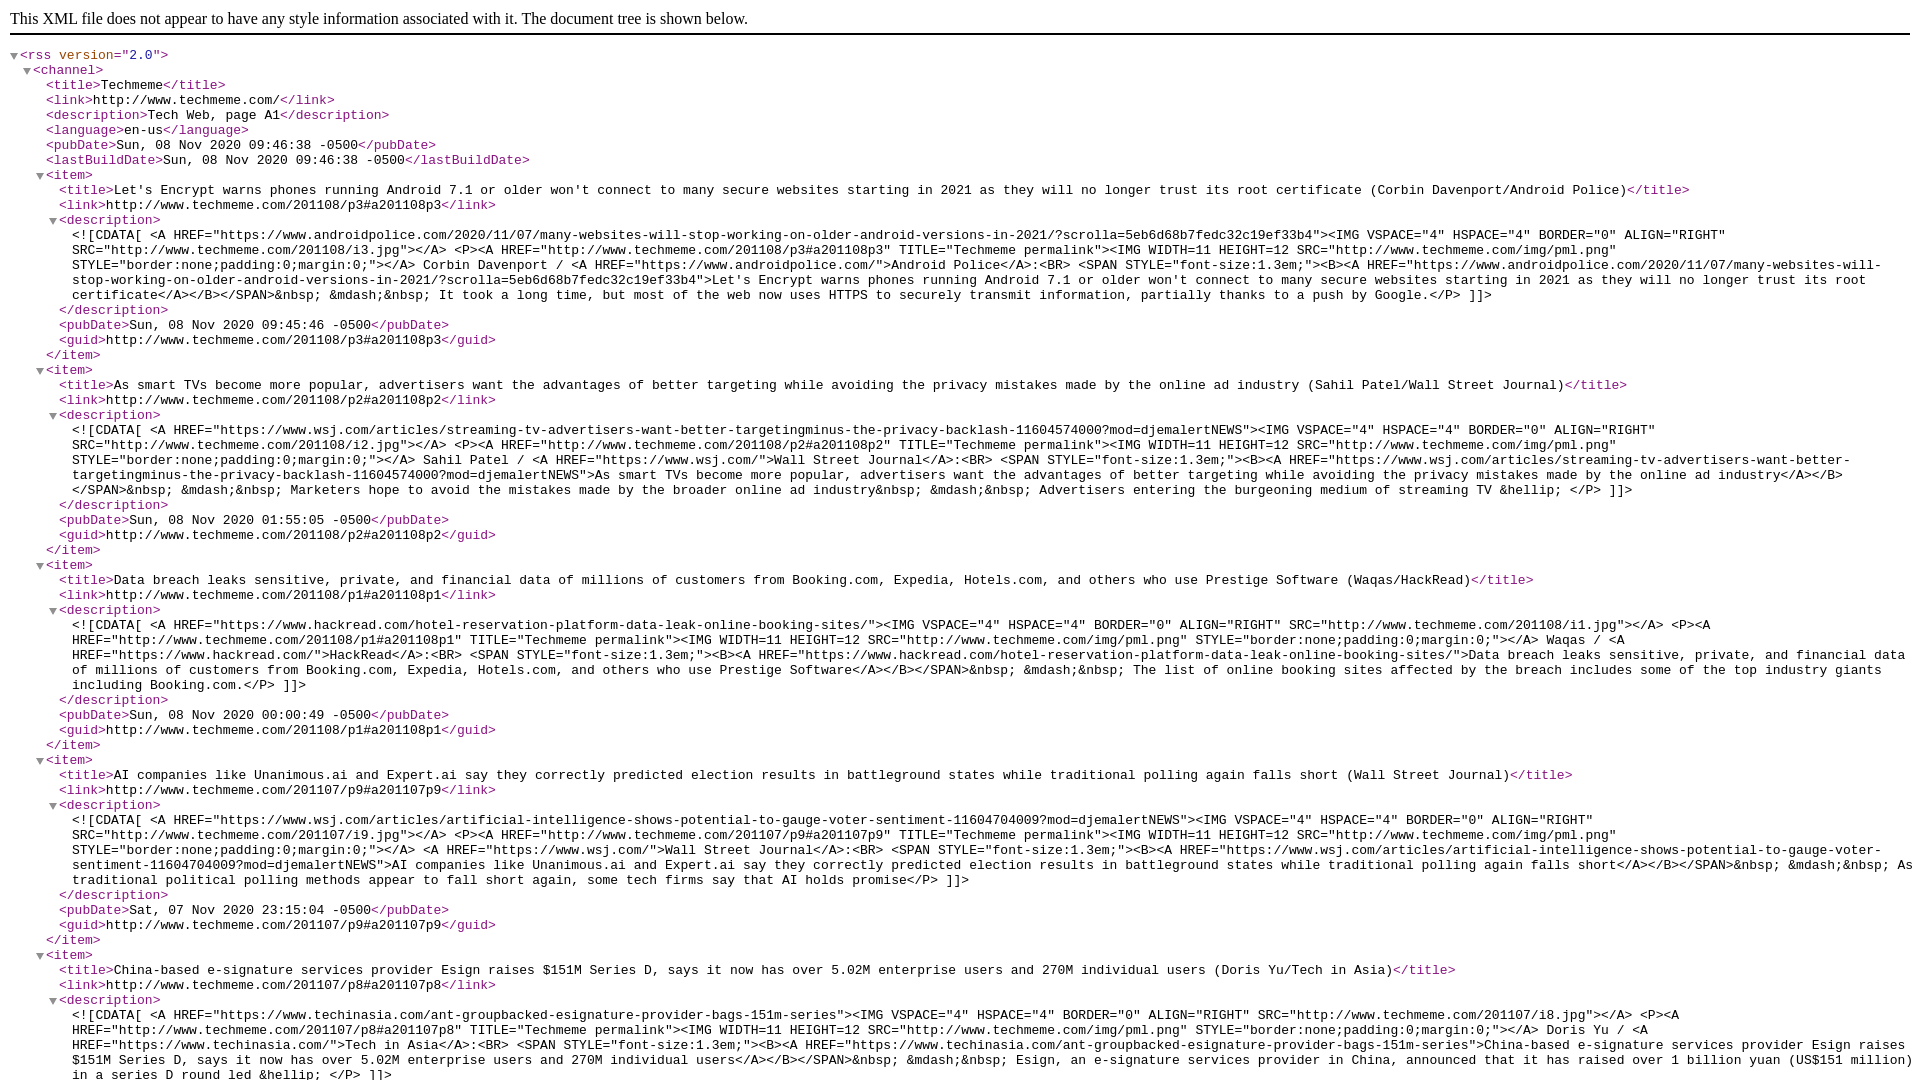 This XML file does not appear to have any style information associated with it. The document tree is shown below.
<rss version="2.0">
<channel>
<title>Techmeme</title>
<link>http://www.techmeme.com/</link>
<description>Tech Web, page A1</description>
<language>en-us</language>
<pubDate>Sun, 08 Nov 2020 09:46:38 -0500</pubDate>
<lastBuildDate>Sun, 08 Nov 2020 09:46:38 -0500</lastBuildDate>
<item>
<title>Let's Encrypt warns phones running Android 7.1 or older won't connect to many secure websites starting in 2021 as they will no longer trust its root certificate (Corbin Davenport/Android Police)</title>
<link>http://www.techmeme.com/201108/p3#a201108p3</link>
<description>
<![CDATA[ <A HREF="https://www.androidpolice.com/2020/11/07/many-websites-will-stop-working-on-older-android-versions-in-2021/?scrolla=5eb6d68b7fedc32c19ef33b4"><IMG VSPACE="4" HSPACE="4" BORDER="0" ALIGN="RIGHT"
SRC="http://www.techmeme.com/201108/i3.jpg"></A> <P><A HREF="http://www.techmeme.com/201108/p3#a201108p3" TITLE="Techmeme permalink"><IMG WIDTH=11 HEIGHT=12 SRC="http://www.techmeme.com/img/pml.png"
STYLE="border:none;padding:0;margin:0;"></A> Corbin Davenport / <A HREF="https://www.androidpolice.com/">Android Police</A>:<BR> <SPAN STYLE="font-size:1.3em;"><B><A HREF="https://www.androidpolice.com/2020/11/07/many-websites-will-
stop-working-on-older-android-versions-in-2021/?scrolla=5eb6d68b7fedc32c19ef33b4">Let's Encrypt warns phones running Android 7.1 or older won't connect to many secure websites starting in 2021 as they will no longer trust its root
certificate</A></B></SPAN>&nbsp; &mdash;&nbsp; It took a long time, but most of the web now uses HTTPS to securely transmit information, partially thanks to a push by Google.</P> ]]>
</description>
<pubDate>Sun, 08 Nov 2020 09:45:46 -0500</pubDate>
<guid>http://www.techmeme.com/201108/p3#a201108p3</guid>
</item>
<item>
<title>As smart TVs become more popular, advertisers want the advantages of better targeting while avoiding the privacy mistakes made by the online ad industry (Sahil Patel/Wall Street Journal)</title>
<link>http://www.techmeme.com/201108/p2#a201108p2</link>
<description>
<![CDATA[ <A HREF="https://www.wsj.com/articles/streaming-tv-advertisers-want-better-targetingminus-the-privacy-backlash-11604574000?mod=djemalertNEWS"><IMG VSPACE="4" HSPACE="4" BORDER="0" ALIGN="RIGHT"
SRC="http://www.techmeme.com/201108/i2.jpg"></A> <P><A HREF="http://www.techmeme.com/201108/p2#a201108p2" TITLE="Techmeme permalink"><IMG WIDTH=11 HEIGHT=12 SRC="http://www.techmeme.com/img/pml.png"
STYLE="border:none;padding:0;margin:0;"></A> Sahil Patel / <A HREF="https://www.wsj.com/">Wall Street Journal</A>:<BR> <SPAN STYLE="font-size:1.3em;"><B><A HREF="https://www.wsj.com/articles/streaming-tv-advertisers-want-better-
targetingminus-the-privacy-backlash-11604574000?mod=djemalertNEWS">As smart TVs become more popular, advertisers want the advantages of better targeting while avoiding the privacy mistakes made by the online ad industry</A></B>
</SPAN>&nbsp; &mdash;&nbsp; Marketers hope to avoid the mistakes made by the broader online ad industry&nbsp; &mdash;&nbsp; Advertisers entering the burgeoning medium of streaming TV &hellip; </P> ]]>
</description>
<pubDate>Sun, 08 Nov 2020 01:55:05 -0500</pubDate>
<guid>http://www.techmeme.com/201108/p2#a201108p2</guid>
</item>
<item>
<title>Data breach leaks sensitive, private, and financial data of millions of customers from Booking.com, Expedia, Hotels.com, and others who use Prestige Software (Waqas/HackRead)</title>
<link>http://www.techmeme.com/201108/p1#a201108p1</link>
<description>
<![CDATA[ <A HREF="https://www.hackread.com/hotel-reservation-platform-data-leak-online-booking-sites/"><IMG VSPACE="4" HSPACE="4" BORDER="0" ALIGN="RIGHT" SRC="http://www.techmeme.com/201108/i1.jpg"></A> <P><A
HREF="http://www.techmeme.com/201108/p1#a201108p1" TITLE="Techmeme permalink"><IMG WIDTH=11 HEIGHT=12 SRC="http://www.techmeme.com/img/pml.png" STYLE="border:none;padding:0;margin:0;"></A> Waqas / <A
HREF="https://www.hackread.com/">HackRead</A>:<BR> <SPAN STYLE="font-size:1.3em;"><B><A HREF="https://www.hackread.com/hotel-reservation-platform-data-leak-online-booking-sites/">Data breach leaks sensitive, private, and financial data
of millions of customers from Booking.com, Expedia, Hotels.com, and others who use Prestige Software</A></B></SPAN>&nbsp; &mdash;&nbsp; The list of online booking sites affected by the breach includes some of the top industry giants
including Booking.com.</P> ]]>
</description>
<pubDate>Sun, 08 Nov 2020 00:00:49 -0500</pubDate>
<guid>http://www.techmeme.com/201108/p1#a201108p1</guid>
</item>
<item>
<title>AI companies like Unanimous.ai and Expert.ai say they correctly predicted election results in battleground states while traditional polling again falls short (Wall Street Journal)</title>
<link>http://www.techmeme.com/201107/p9#a201107p9</link>
<description>
<![CDATA[ <A HREF="https://www.wsj.com/articles/artificial-intelligence-shows-potential-to-gauge-voter-sentiment-11604704009?mod=djemalertNEWS"><IMG VSPACE="4" HSPACE="4" BORDER="0" ALIGN="RIGHT"
SRC="http://www.techmeme.com/201107/i9.jpg"></A> <P><A HREF="http://www.techmeme.com/201107/p9#a201107p9" TITLE="Techmeme permalink"><IMG WIDTH=11 HEIGHT=12 SRC="http://www.techmeme.com/img/pml.png"
STYLE="border:none;padding:0;margin:0;"></A> <A HREF="https://www.wsj.com/">Wall Street Journal</A>:<BR> <SPAN STYLE="font-size:1.3em;"><B><A HREF="https://www.wsj.com/articles/artificial-intelligence-shows-potential-to-gauge-voter-
sentiment-11604704009?mod=djemalertNEWS">AI companies like Unanimous.ai and Expert.ai say they correctly predicted election results in battleground states while traditional polling again falls short</A></B></SPAN>&nbsp; &mdash;&nbsp; As
traditional political polling methods appear to fall short again, some tech firms say that AI holds promise</P> ]]>
</description>
<pubDate>Sat, 07 Nov 2020 23:15:04 -0500</pubDate>
<guid>http://www.techmeme.com/201107/p9#a201107p9</guid>
</item>
<item>
<title>China-based e-signature services provider Esign raises $151M Series D, says it now has over 5.02M enterprise users and 270M individual users (Doris Yu/Tech in Asia)</title>
<link>http://www.techmeme.com/201107/p8#a201107p8</link>
<description>
<![CDATA[ <A HREF="https://www.techinasia.com/ant-groupbacked-esignature-provider-bags-151m-series"><IMG VSPACE="4" HSPACE="4" BORDER="0" ALIGN="RIGHT" SRC="http://www.techmeme.com/201107/i8.jpg"></A> <P><A
HREF="http://www.techmeme.com/201107/p8#a201107p8" TITLE="Techmeme permalink"><IMG WIDTH=11 HEIGHT=12 SRC="http://www.techmeme.com/img/pml.png" STYLE="border:none;padding:0;margin:0;"></A> Doris Yu / <A
HREF="https://www.techinasia.com/">Tech in Asia</A>:<BR> <SPAN STYLE="font-size:1.3em;"><B><A HREF="https://www.techinasia.com/ant-groupbacked-esignature-provider-bags-151m-series">China-based e-signature services provider Esign raises
$151M Series D, says it now has over 5.02M enterprise users and 270M individual users</A></B></SPAN>&nbsp; &mdash;&nbsp; Esign, an e-signature services provider in China, announced that it has raised over 1 billion yuan (US$151 million)
in a series D round led &hellip; </P> ]]>